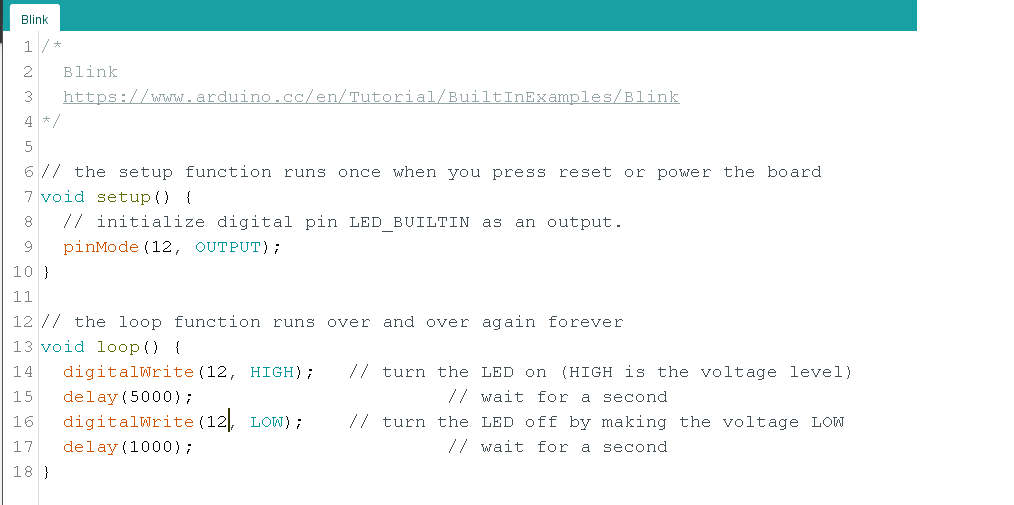 Blink
1 /*
2   Blink
3   https://www.arduino.cc/en/Tutorial/BuiltInExamples/Blink
4 */
5
6 // the setup function runs once when you press reset or power the board
7 void setup() {
8   // initialize digital pin LED_BUILTIN as an output.
9   pinMode(12, OUTPUT);
10 }
11
12 // the loop function runs over and over again forever
13 void loop() {
14   digitalWrite(12, HIGH);   // turn the LED on (HIGH is the voltage level)
15   delay(5000);                       // wait for a second
16   digitalWrite(12, LOW);    // turn the LED off by making the voltage LOW
17   delay(1000);                       // wait for a second
18 }